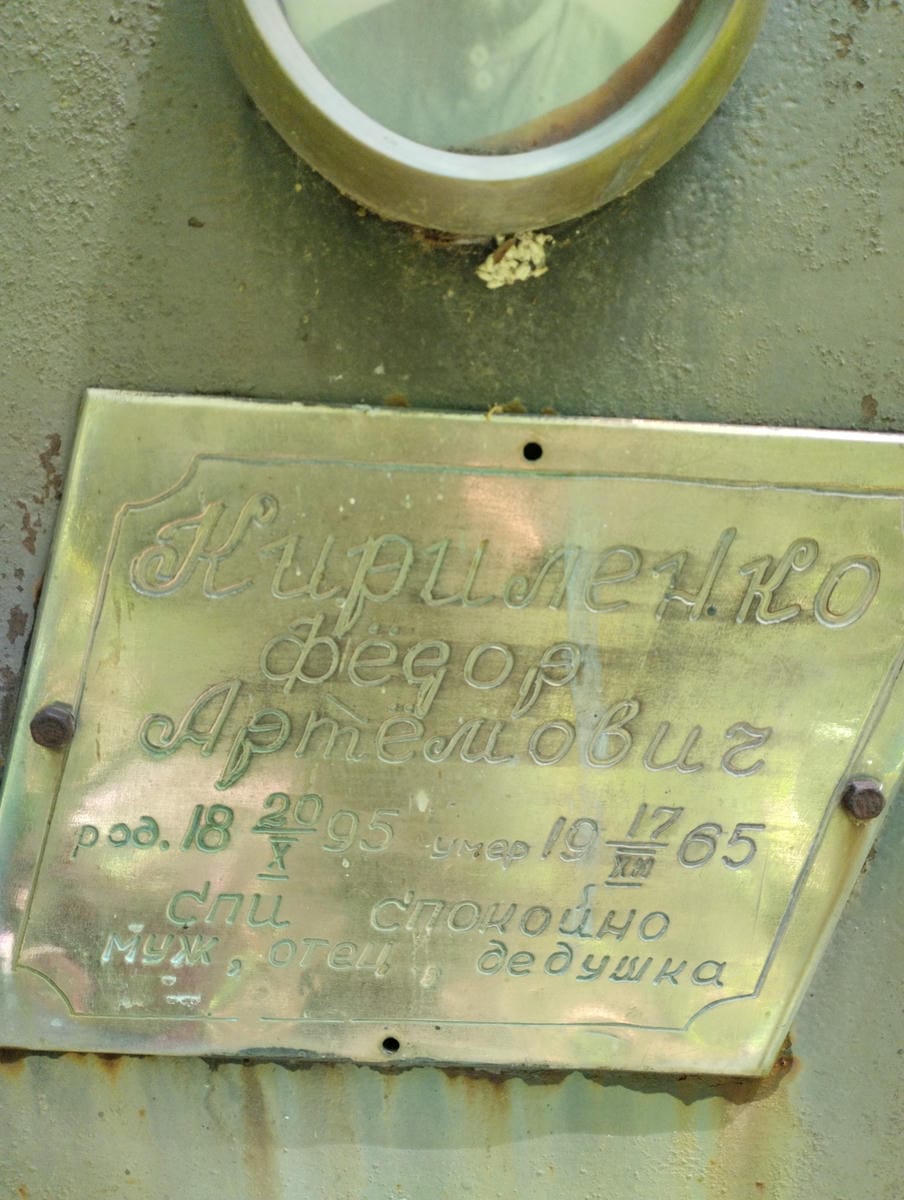 Кириленко
Фёдор
Артёмович
род. 18 20/X 95 умер 19 17/XII 65
Спи спокойно
муж, отец, дедушка